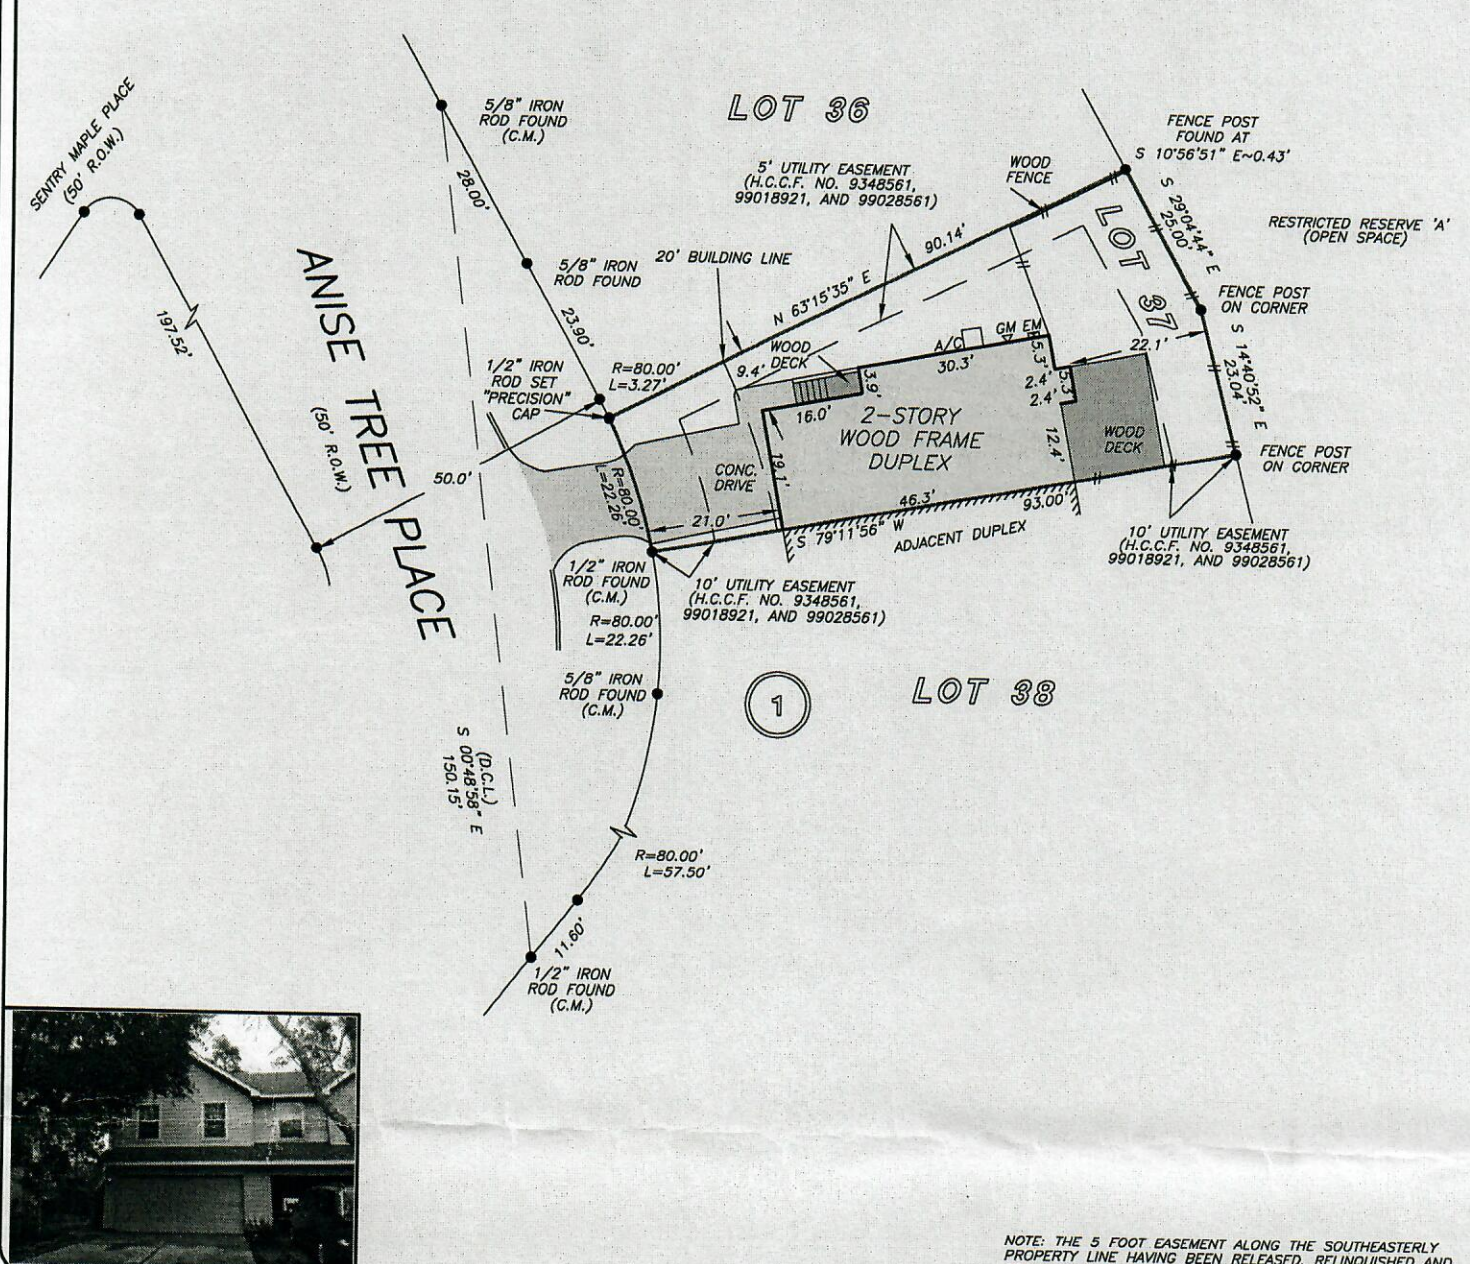 SENTRY MAPLE PLACE
(50' R.O.W.)
197.52'
ANISE TREE PLACE
(50' R.O.W.)
5/8" IRON
ROD FOUND
(C.M.)
28.00'
5/8" IRON
ROD FOUND
23.90'
LOT 36
5' UTILITY EASEMENT
(H.C.C.F. NO. 9348561,
99018921, AND 99028561)
WOOD
FENCE
FENCE POST
FOUND AT
S 10°56'51" E~0.43'
S 29°04'44" E
25.00'
RESTRICTED RESERVE 'A'
(OPEN SPACE)
20' BUILDING LINE
90.14'
N 63°15'35" E
LOT 37
FENCE POST
ON CORNER
S 14°40'52" E
23.04'
1/2" IRON
ROD SET
"PRECISION"
CAP
R=80.00'
L=3.27'
9.4'
WOOD
DECK
A/C
GM EM
30.3'
3.9'
5.3'
22.1'
2.4'
2.4'
5.3'
16.0'
2-STORY
WOOD FRAME
DUPLEX
12.4'
WOOD
DECK
FENCE POST
ON CORNER
50.0'
R=80.00'
L=22.26'
CONC.
DRIVE
19.1'
21.0'
46.3'
93.00'
S 79°11'56" W
ADJACENT DUPLEX
10' UTILITY EASEMENT
(H.C.C.F. NO. 9348561,
99018921, AND 99028561)
1/2" IRON
ROD FOUND
(C.M.)
R=80.00'
L=22.26'
10' UTILITY EASEMENT
(H.C.C.F. NO. 9348561,
99018921, AND 99028561)
5/8" IRON
ROD FOUND
(C.M.)
1
LOT 38
(D.C.L.)
S 00°48'58" E
150.15'
R=80.00'
L=57.50'
11.60'
1/2" IRON
ROD FOUND
(C.M.)
NOTE: THE 5 FOOT EASEMENT ALONG THE SOUTHEASTERLY
PROPERTY LINE HAVING BEEN RELEASED, RELINQUISHED AND